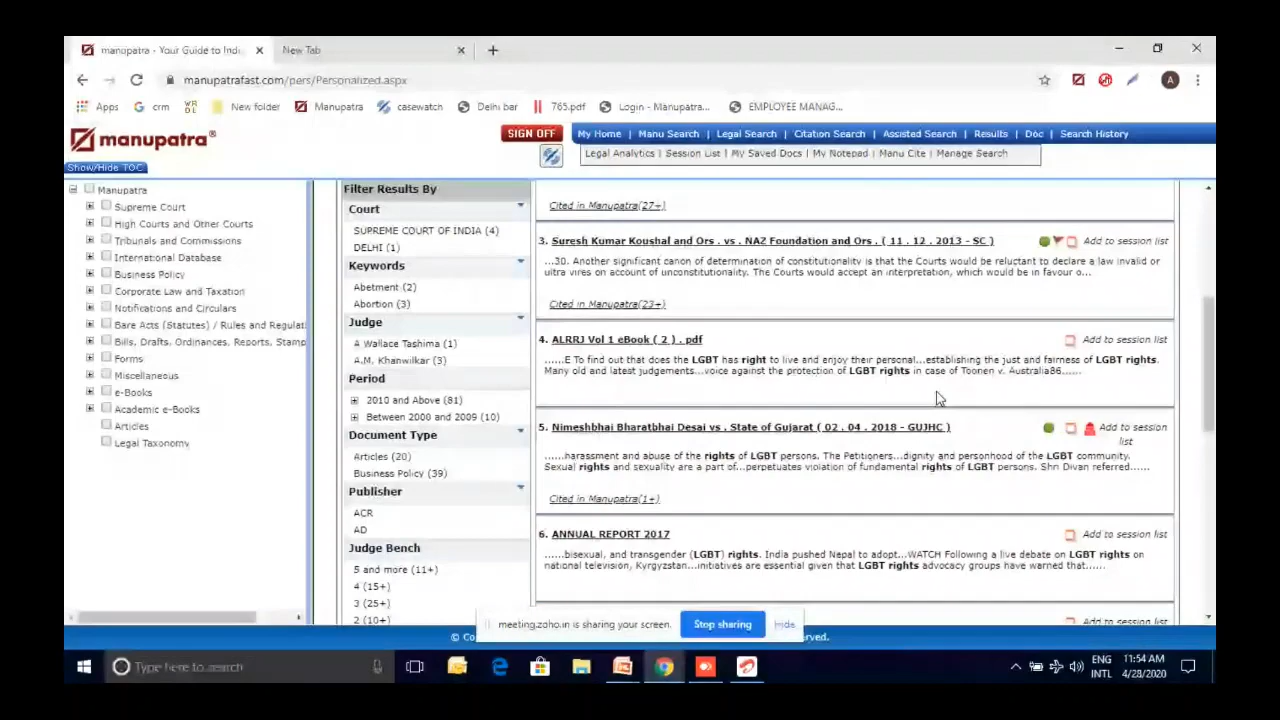 manupatra - Your Guide to Indi
New Tab
manupatrafast.com/pers/Personalized.aspx
A
Apps
crm
New folder
Manupatra
casewatch
Delhi bar
765.pdf
Login - Manupatra...
EMPLOYEE MANAG...
manupatra®
SIGN OFF
My Home | Manu Search | Legal Search | Citation Search | Assisted Search | Results | Doc | Search History
Legal Analytics | Session List | My Saved Docs | My Notepad | Manu Cite | Manage Search
Show/Hide TOC
Manupatra
Supreme Court
High Courts and Other Courts
Tribunals and Commissions
International Database
Business Policy
Corporate Law and Taxation
Notifications and Circulars
Bare Acts (Statutes) / Rules and Regulat
Bills, Drafts, Ordinances, Reports, Stamp
Forms
Miscellaneous
e-Books
Academic e-Books
Articles
Legal Taxonomy
Filter Results By
Court
SUPREME COURT OF INDIA (4)
DELHI (1)
Keywords
Abetment (2)
Abortion (3)
Judge
A Wallace Tashima (1)
A.M. Khanwilkar (3)
Period
2010 and Above (81)
Between 2000 and 2009 (10)
Document Type
Articles (20)
Business Policy (39)
Publisher
ACR
AD
Judge Bench
5 and more (11+)
4 (15+)
3 (25+)
2 (10+)
Cited in Manupatra(27+)
3. Suresh Kumar Koushal and Ors . vs . NAZ Foundation and Ors . ( 11 . 12 . 2013 - SC )
Add to session list
...30. Another significant canon of determination of constitutionality is that the Courts would be reluctant to declare a law invalid or
ultra vires on account of unconstitutionality. The Courts would accept an interpretation, which would be in favour o...
Cited in Manupatra(23+)
4. ALRRJ Vol 1 eBook ( 2 ) . pdf
Add to session list
......E To find out that does the LGBT has right to live and enjoy their personal...establishing the just and fairness of LGBT rights.
Many old and latest judgements...voice against the protection of LGBT rights in case of Toonen v. Australia86......
5. Nimeshbhai Bharatbhai Desai vs . State of Gujarat ( 02 . 04 . 2018 - GUJHC )
Add to session
list
......harassment and abuse of the rights of LGBT persons. The Petitioners...dignity and personhood of the LGBT community.
Sexual rights and sexuality are a part of...perpetuates violation of fundamental rights of LGBT persons. Shri Divan referred......
Cited in Manupatra(1+)
6. ANNUAL REPORT 2017
Add to session list
......bisexual, and transgender (LGBT) rights. India pushed Nepal to adopt...WATCH Following a live debate on LGBT rights on
national television, Kyrgyzstan...initiatives are essential given that LGBT rights advocacy groups have warned that......
Add to session list
meeting.zoho.in is sharing your screen.
Stop sharing
Hide
© Co
rved.
Type here to search
ENG
INTL
11:54 AM
4/28/2020